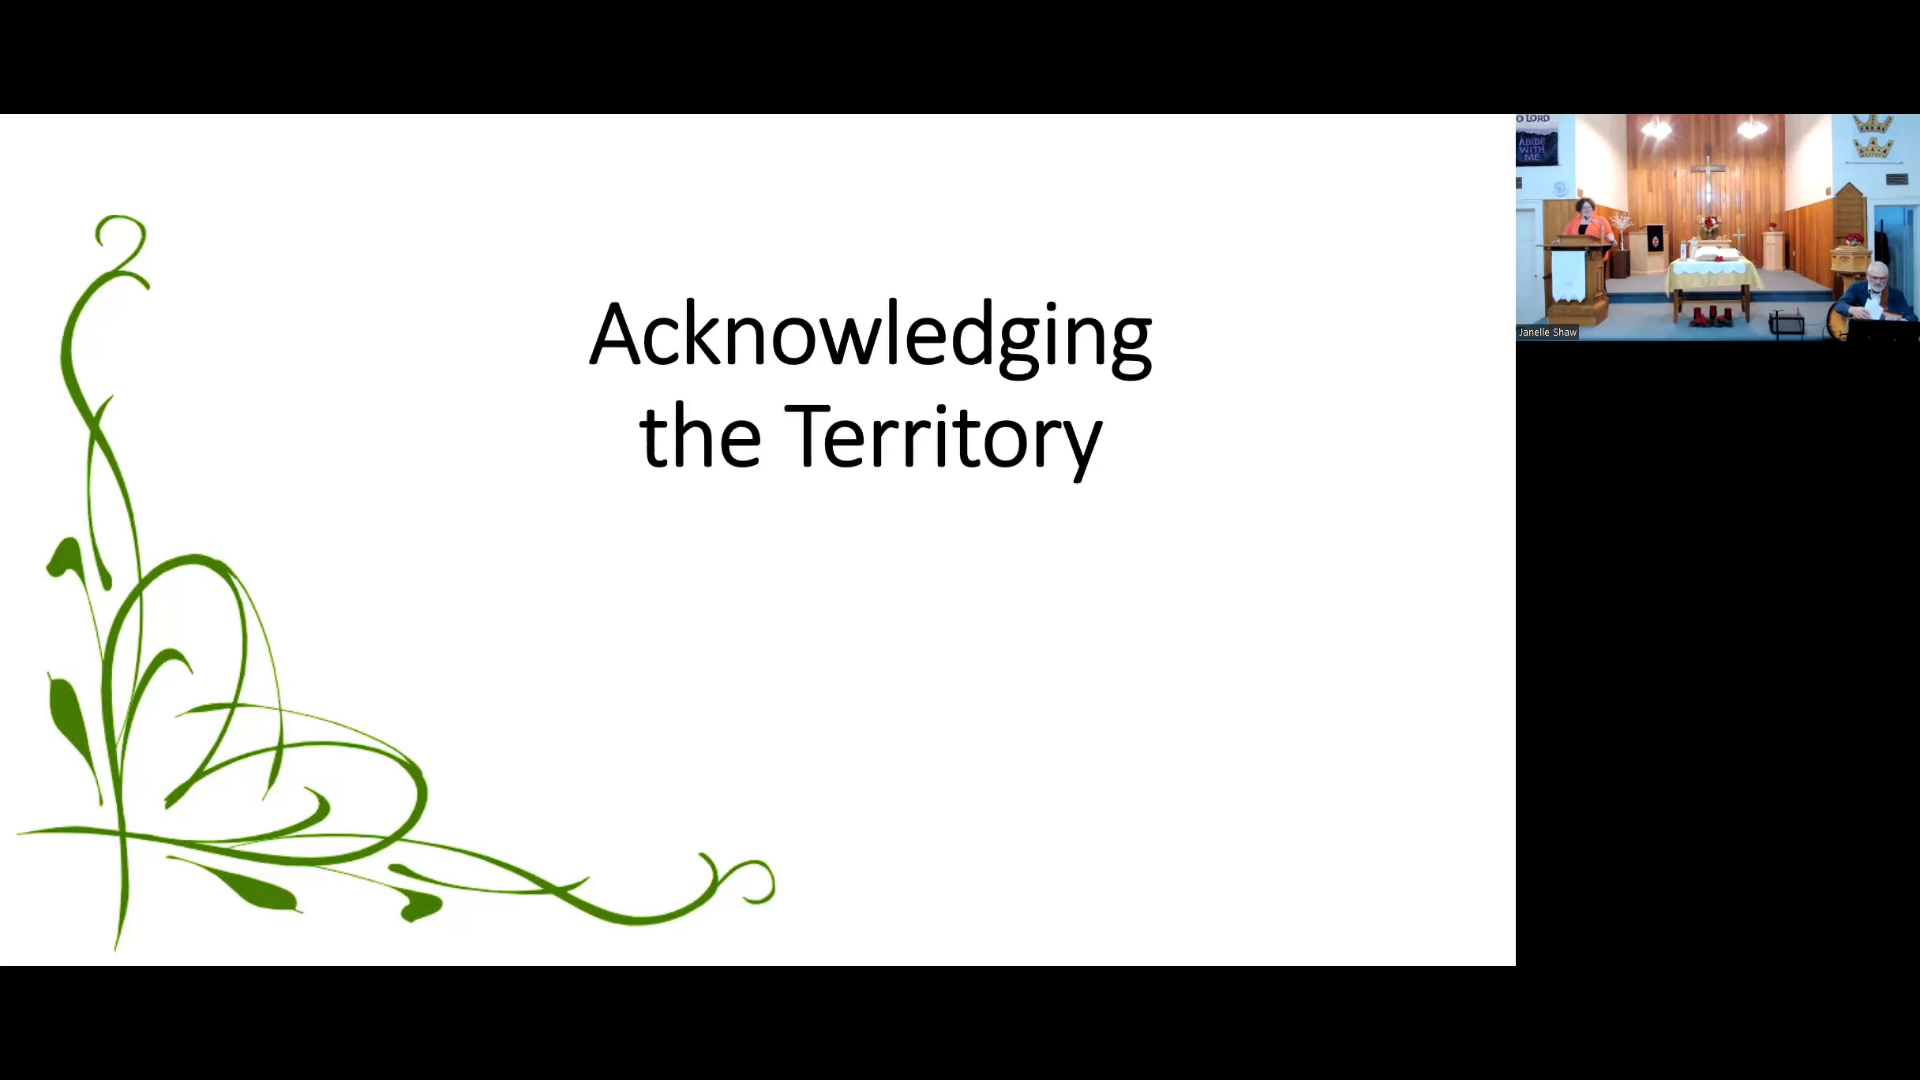 Acknowledging
the Territory
O LORD
ABIDE
WITH
ME
Janelle Shaw